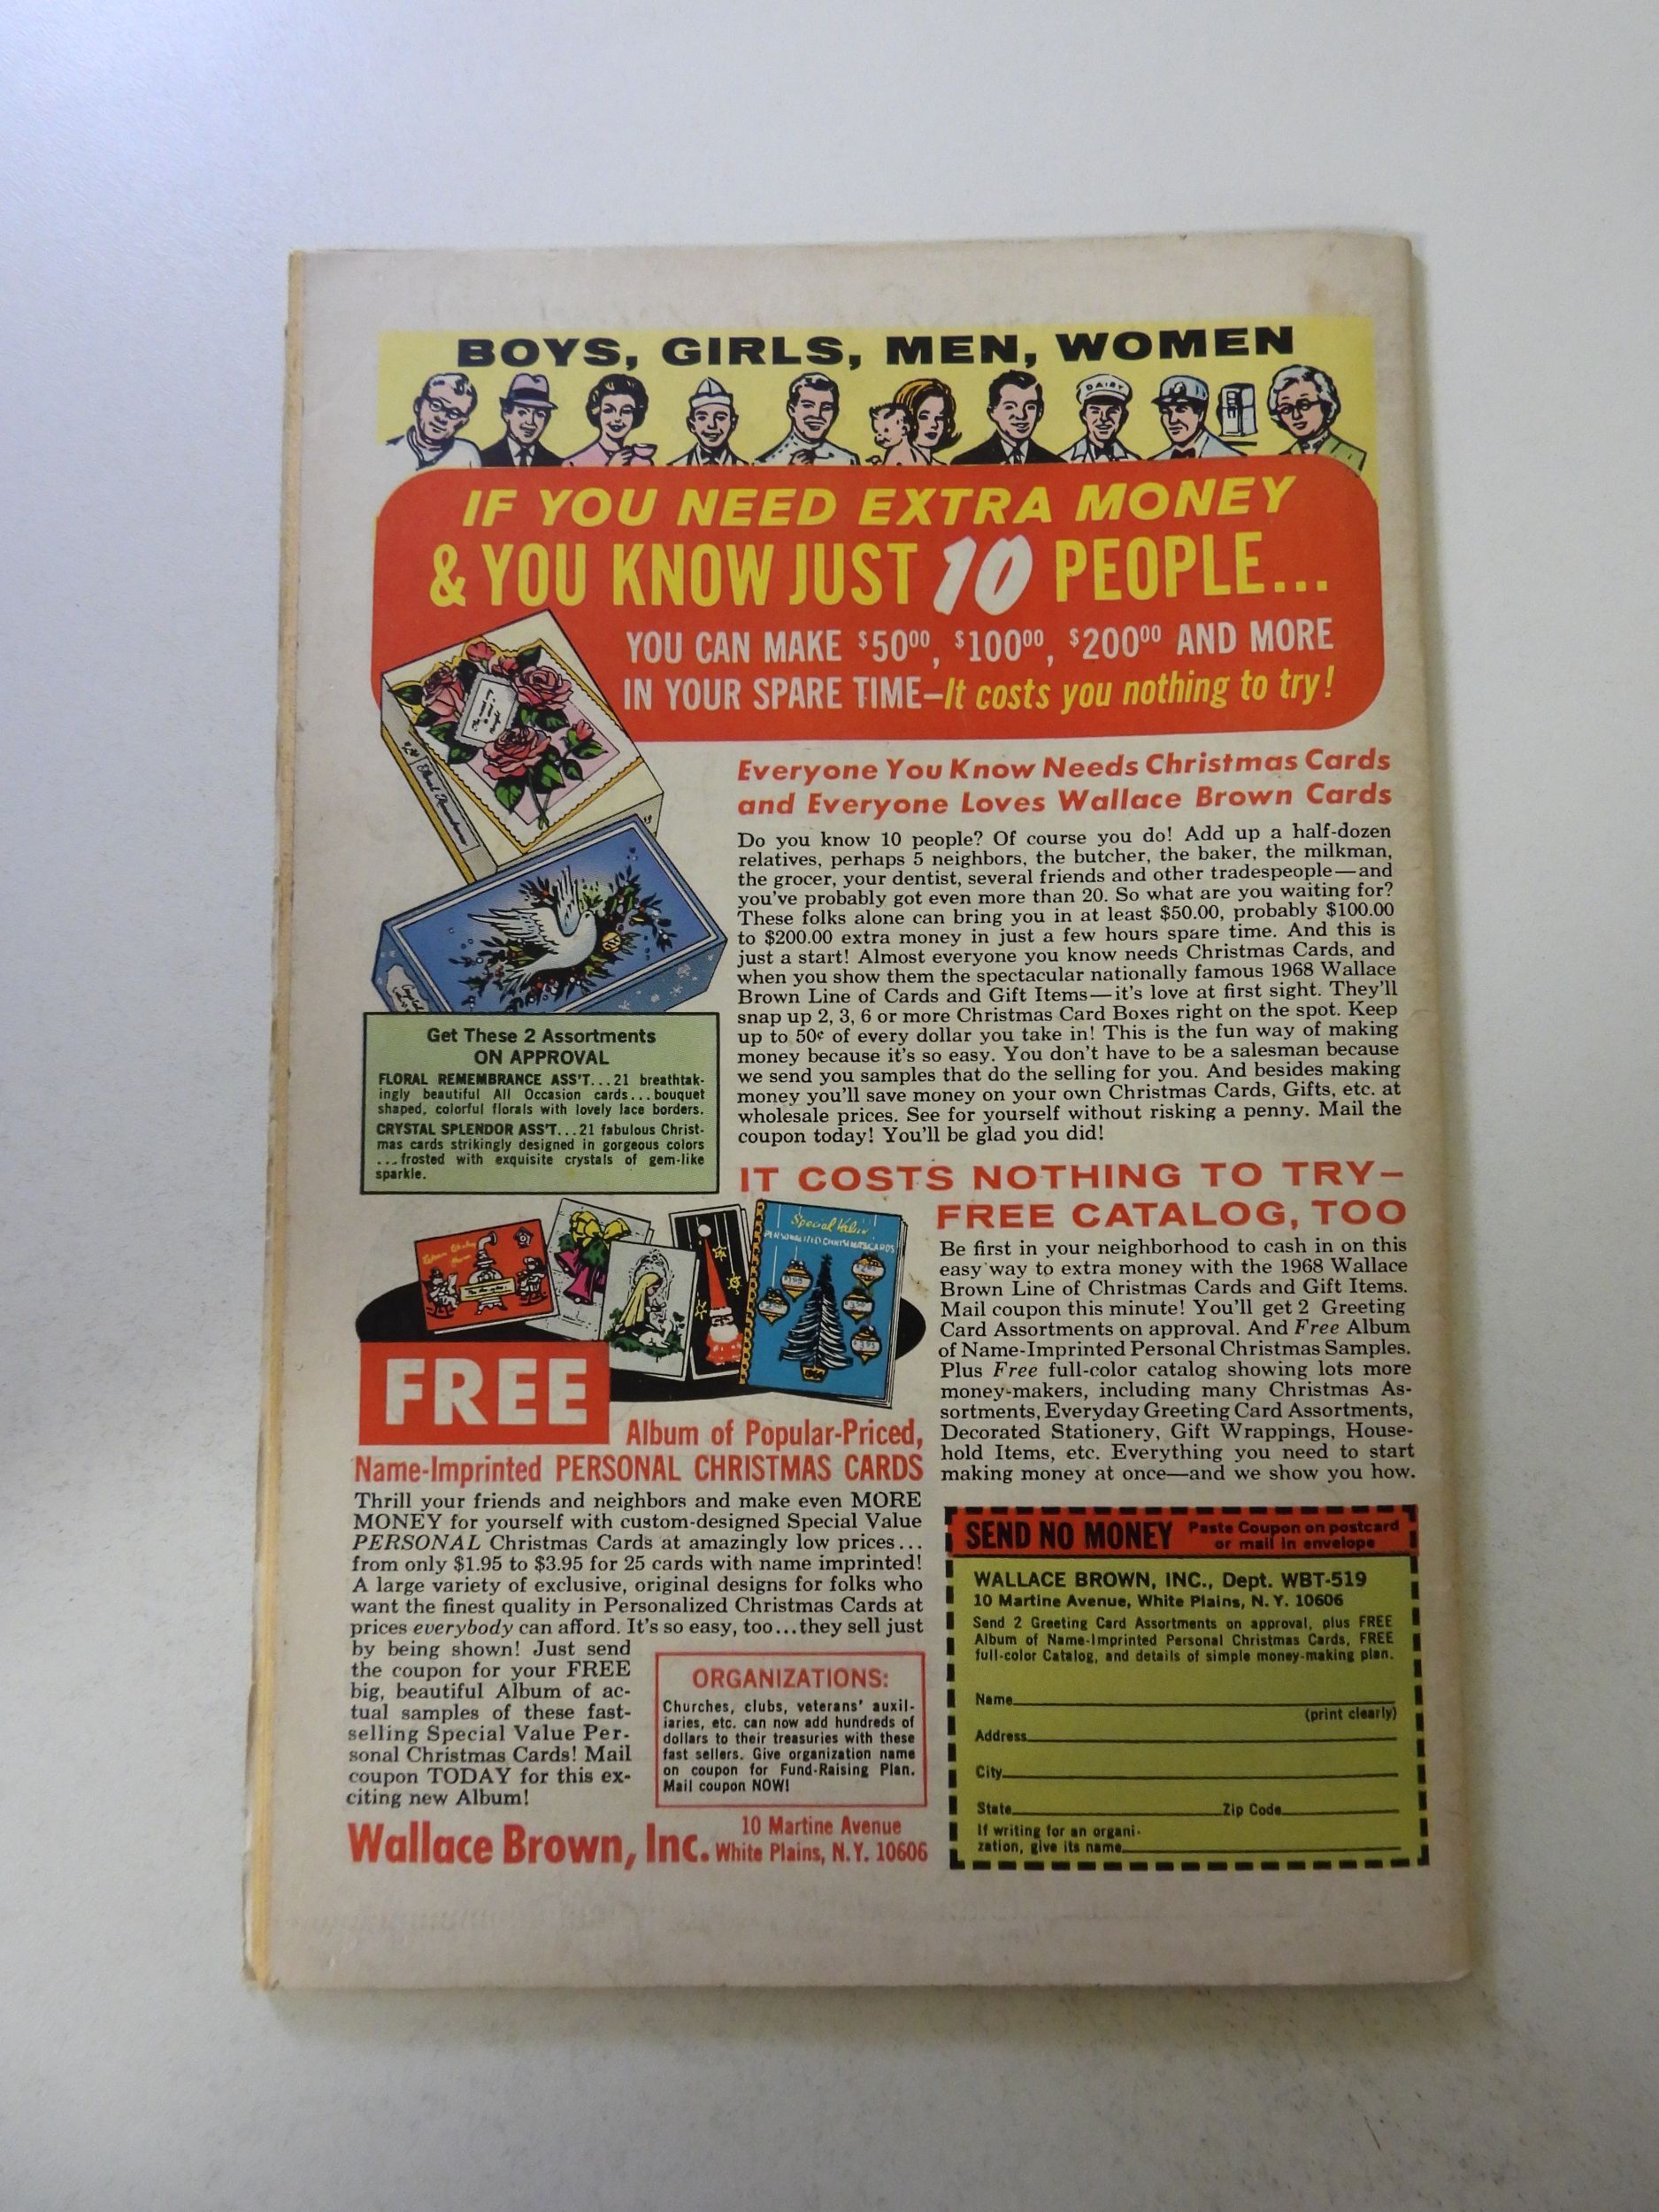 BOYS, GIRLS, MEN, WOMEN
DAIRY
IF YOU NEED EXTRA MONEY
& YOU KNOW JUST 10 PEOPLE...
YOU CAN MAKE $50⁰⁰, $100⁰⁰, $200⁰⁰ AND MORE
IN YOUR SPARE TIME—It costs you nothing to try!
Floral Remembrance
Everyone You Know Needs Christmas Cards
and Everyone Loves Wallace Brown Cards
Do you know 10 people? Of course you do! Add up a half-dozen
relatives, perhaps 5 neighbors, the butcher, the baker, the milkman,
the grocer, your dentist, several friends and other tradespeople—and
you've probably got even more than 20. So what are you waiting for?
These folks alone can bring you in at least $50.00, probably $100.00
to $200.00 extra money in just a few hours spare time. And this is
just a start! Almost everyone you know needs Christmas Cards, and
when you show them the spectacular nationally famous 1968 Wallace
Brown Line of Cards and Gift Items—it's love at first sight. They'll
snap up 2, 3, 6 or more Christmas Card Boxes right on the spot. Keep
up to 50¢ of every dollar you take in! This is the fun way of making
money because it's so easy. You don't have to be a salesman because
we send you samples that do the selling for you. And besides making
money you'll save money on your own Christmas Cards, Gifts, etc. at
wholesale prices. See for yourself without risking a penny. Mail the
coupon today! You'll be glad you did!
Get These 2 Assortments
ON APPROVAL
FLORAL REMEMBRANCE ASS'T...21 breathtak-
ingly beautiful All Occasion cards...bouquet
shaped, colorful florals with lovely lace borders.
CRYSTAL SPLENDOR ASS'T...21 fabulous Christ-
mas cards strikingly designed in gorgeous colors
...frosted with exquisite crystals of gem-like
sparkle.
IT COSTS NOTHING TO TRY—
FREE CATALOG, TOO
Be first in your neighborhood to cash in on this
easy way to extra money with the 1968 Wallace
Brown Line of Christmas Cards and Gift Items.
Mail coupon this minute! You'll get 2 Greeting
Card Assortments on approval. And Free Album
of Name-Imprinted Personal Christmas Samples.
Plus Free full-color catalog showing lots more
money-makers, including many Christmas As-
sortments, Everyday Greeting Card Assortments,
Decorated Stationery, Gift Wrappings, House-
hold Items, etc. Everything you need to start
making money at once—and we show you how.
Special Value
PERSONALIZED CHRISTMAS CARDS
FREE
Album of Popular-Priced,
Name-Imprinted PERSONAL CHRISTMAS CARDS
Thrill your friends and neighbors and make even MORE
MONEY for yourself with custom-designed Special Value
PERSONAL Christmas Cards at amazingly low prices...
from only $1.95 to $3.95 for 25 cards with name imprinted!
A large variety of exclusive, original designs for folks who
want the finest quality in Personalized Christmas Cards at
prices everybody can afford. It's so easy, too...they sell just
by being shown! Just send
the coupon for your FREE
big, beautiful Album of ac-
tual samples of these fast-
selling Special Value Per-
sonal Christmas Cards! Mail
coupon TODAY for this ex-
citing new Album!
ORGANIZATIONS:
Churches, clubs, veterans' auxil-
iaries, etc. can now add hundreds of
dollars to their treasuries with these
fast sellers. Give organization name
on coupon for Fund-Raising Plan.
Mail coupon NOW!
Wallace Brown, Inc. 10 Martine Avenue
White Plains, N.Y. 10606
SEND NO MONEY Paste Coupon on postcard
or mail in envelope
WALLACE BROWN, INC., Dept. WBT-519
10 Martine Avenue, White Plains, N. Y. 10606
Send 2 Greeting Card Assortments on approval, plus FREE
Album of Name-Imprinted Personal Christmas Cards, FREE
full-color Catalog, and details of simple money-making plan.
Name
(print clearly)
Address
City
State Zip Code
If writing for an organi-
zation, give its name